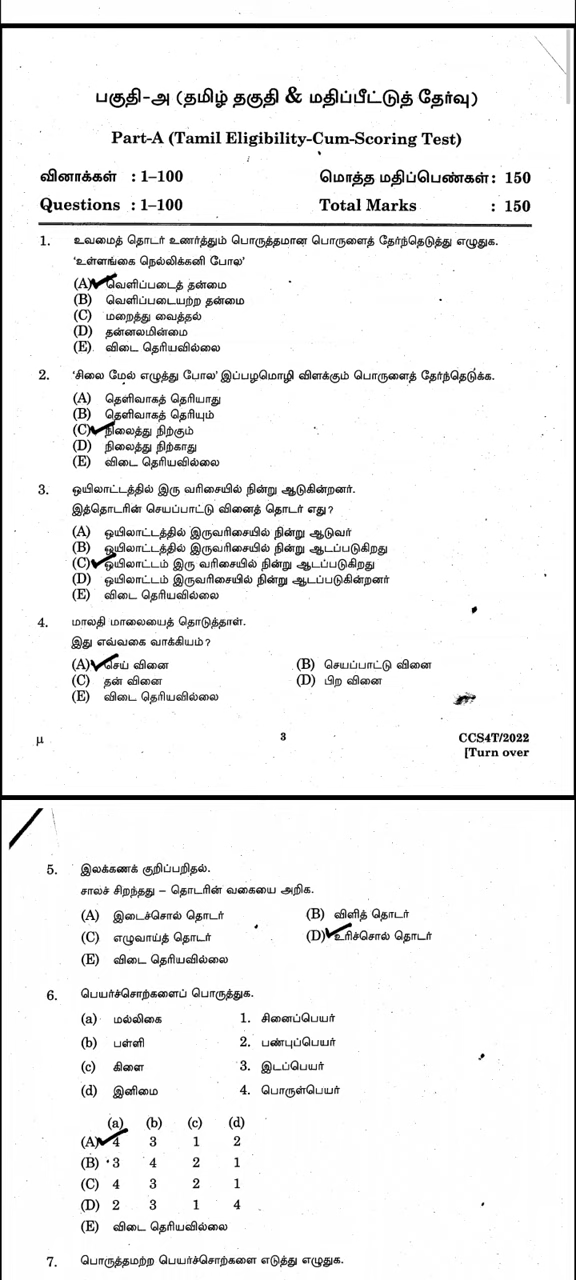 பகுதி-அ (தமிழ் தகுதி & மதிப்பீட்டுத் தேர்வு)
Part-A (Tamil Eligibility-Cum-Scoring Test)
வினாக்கள் : 1–100 மொத்த மதிப்பெண்கள் : 150
Questions : 1–100 Total Marks : 150
1. உவமைத் தொடர் உணர்த்தும் பொருத்தமான பொருளைத் தேர்ந்தெடுத்து எழுதுக.
'உள்ளங்கை நெல்லிக்கனி போல'
(A) வெளிப்படைத் தன்மை
(B) வெளிப்படையற்ற தன்மை
(C) மறைத்து வைத்தல்
(D) தன்னலமின்மை
(E) விடை தெரியவில்லை
2. 'சிலை மேல் எழுத்து போல' இப்பழமொழி விளக்கும் பொருளைத் தேர்ந்தெடுக்க.
(A) தெளிவாகத் தெரியாது
(B) தெளிவாகத் தெரியும்
(C) நிலைத்து நிற்கும்
(D) நிலைத்து நிற்காது
(E) விடை தெரியவில்லை
3. ஒயிலாட்டத்தில் இரு வரிசையில் நின்று ஆடுகின்றனர்.
இத்தொடரின் செயப்பாட்டு வினைத் தொடர் எது?
(A) ஒயிலாட்டத்தில் இருவரிசையில் நின்று ஆடுவர்
(B) ஒயிலாட்டத்தில் இருவரிசையில் நின்று ஆடப்படுகிறது
(C) ஒயிலாட்டம் இரு வரிசையில் நின்று ஆடப்படுகிறது
(D) ஒயிலாட்டம் இருவரிசையில் நின்று ஆடப்படுகின்றனர்
(E) விடை தெரியவில்லை
4. மாலதி மாலையைத் தொடுத்தாள்.
இது எவ்வகை வாக்கியம்?
(A) செய் வினை (B) செயப்பாட்டு வினை
(C) தன் வினை (D) பிற வினை
(E) விடை தெரியவில்லை
µ 3 CCS4T/2022
[Turn over
5. இலக்கணக் குறிப்பறிதல்.
சாலச் சிறந்தது – தொடரின் வகையை அறிக.
(A) இடைச்சொல் தொடர் (B) விளித் தொடர்
(C) எழுவாய்த் தொடர் (D) உரிச்சொல் தொடர்
(E) விடை தெரியவில்லை
6. பெயர்ச்சொற்களைப் பொருத்துக.
(a) மல்லிகை 1. சினைப்பெயர்
(b) பள்ளி 2. பண்புப்பெயர்
(c) கிளை 3. இடப்பெயர்
(d) இனிமை 4. பொருள்பெயர்
(a) (b) (c) (d)
(A) 4 3 1 2
(B) 3 4 2 1
(C) 4 3 2 1
(D) 2 3 1 4
(E) விடை தெரியவில்லை
7. பொருத்தமற்ற பெயர்ச்சொற்களை எடுத்து எழுதுக.